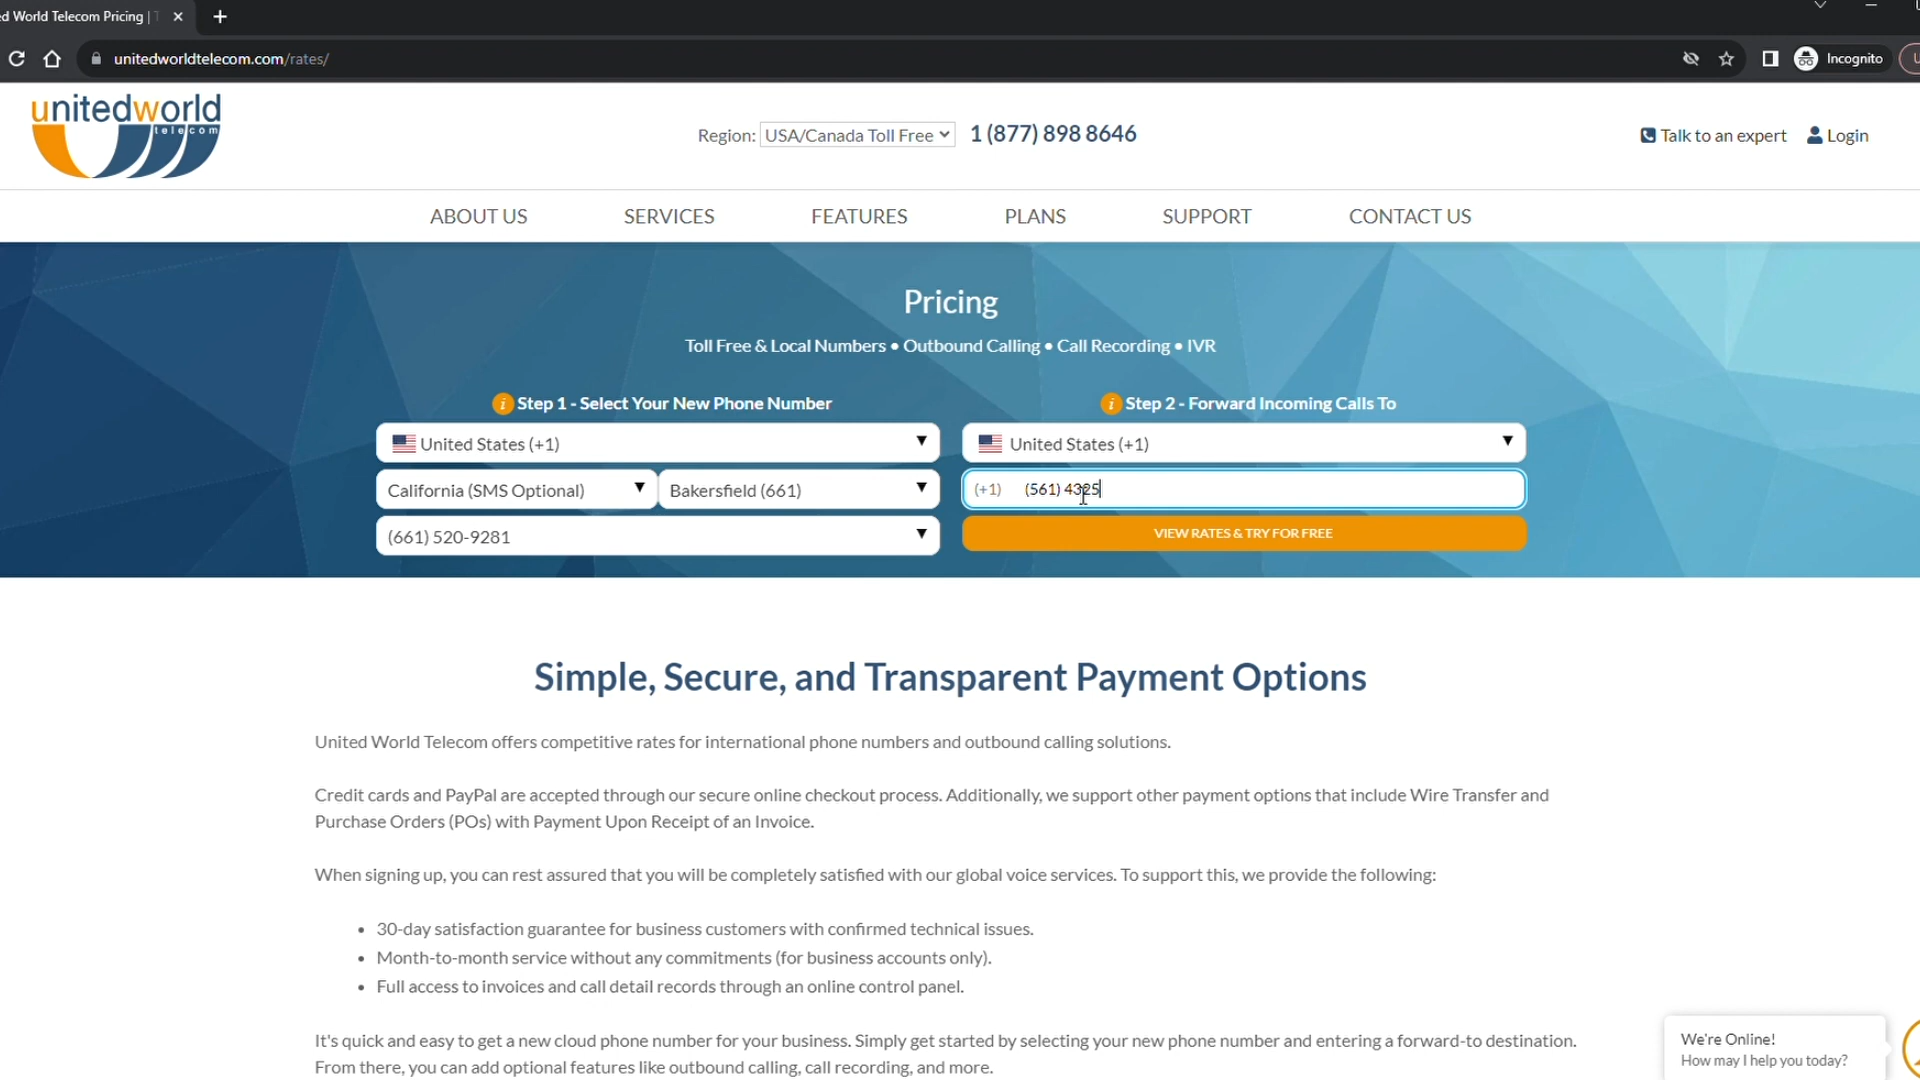 d World Telecom Pricing |
unitedworldtelecom.com/rates/
Incognito
unitedworld
telecom
Region: USA/Canada Toll Free 1 (877) 898 8646
Talk to an expert Login
ABOUT US SERVICES FEATURES PLANS SUPPORT CONTACT US
Pricing
Toll Free & Local Numbers • Outbound Calling • Call Recording • IVR
i Step 1 - Select Your New Phone Number
i Step 2 - Forward Incoming Calls To
United States (+1)
United States (+1)
California (SMS Optional) Bakersfield (661)
(+1) (561) 4325
(661) 520-9281
VIEW RATES & TRY FOR FREE
Simple, Secure, and Transparent Payment Options
United World Telecom offers competitive rates for international phone numbers and outbound calling solutions.
Credit cards and PayPal are accepted through our secure online checkout process. Additionally, we support other payment options that include Wire Transfer and
Purchase Orders (POs) with Payment Upon Receipt of an Invoice.
When signing up, you can rest assured that you will be completely satisfied with our global voice services. To support this, we provide the following:
• 30-day satisfaction guarantee for business customers with confirmed technical issues.
• Month-to-month service without any commitments (for business accounts only).
• Full access to invoices and call detail records through an online control panel.
It's quick and easy to get a new cloud phone number for your business. Simply get started by selecting your new phone number and entering a forward-to destination.
From there, you can add optional features like outbound calling, call recording, and more.
We're Online!
How may I help you today?